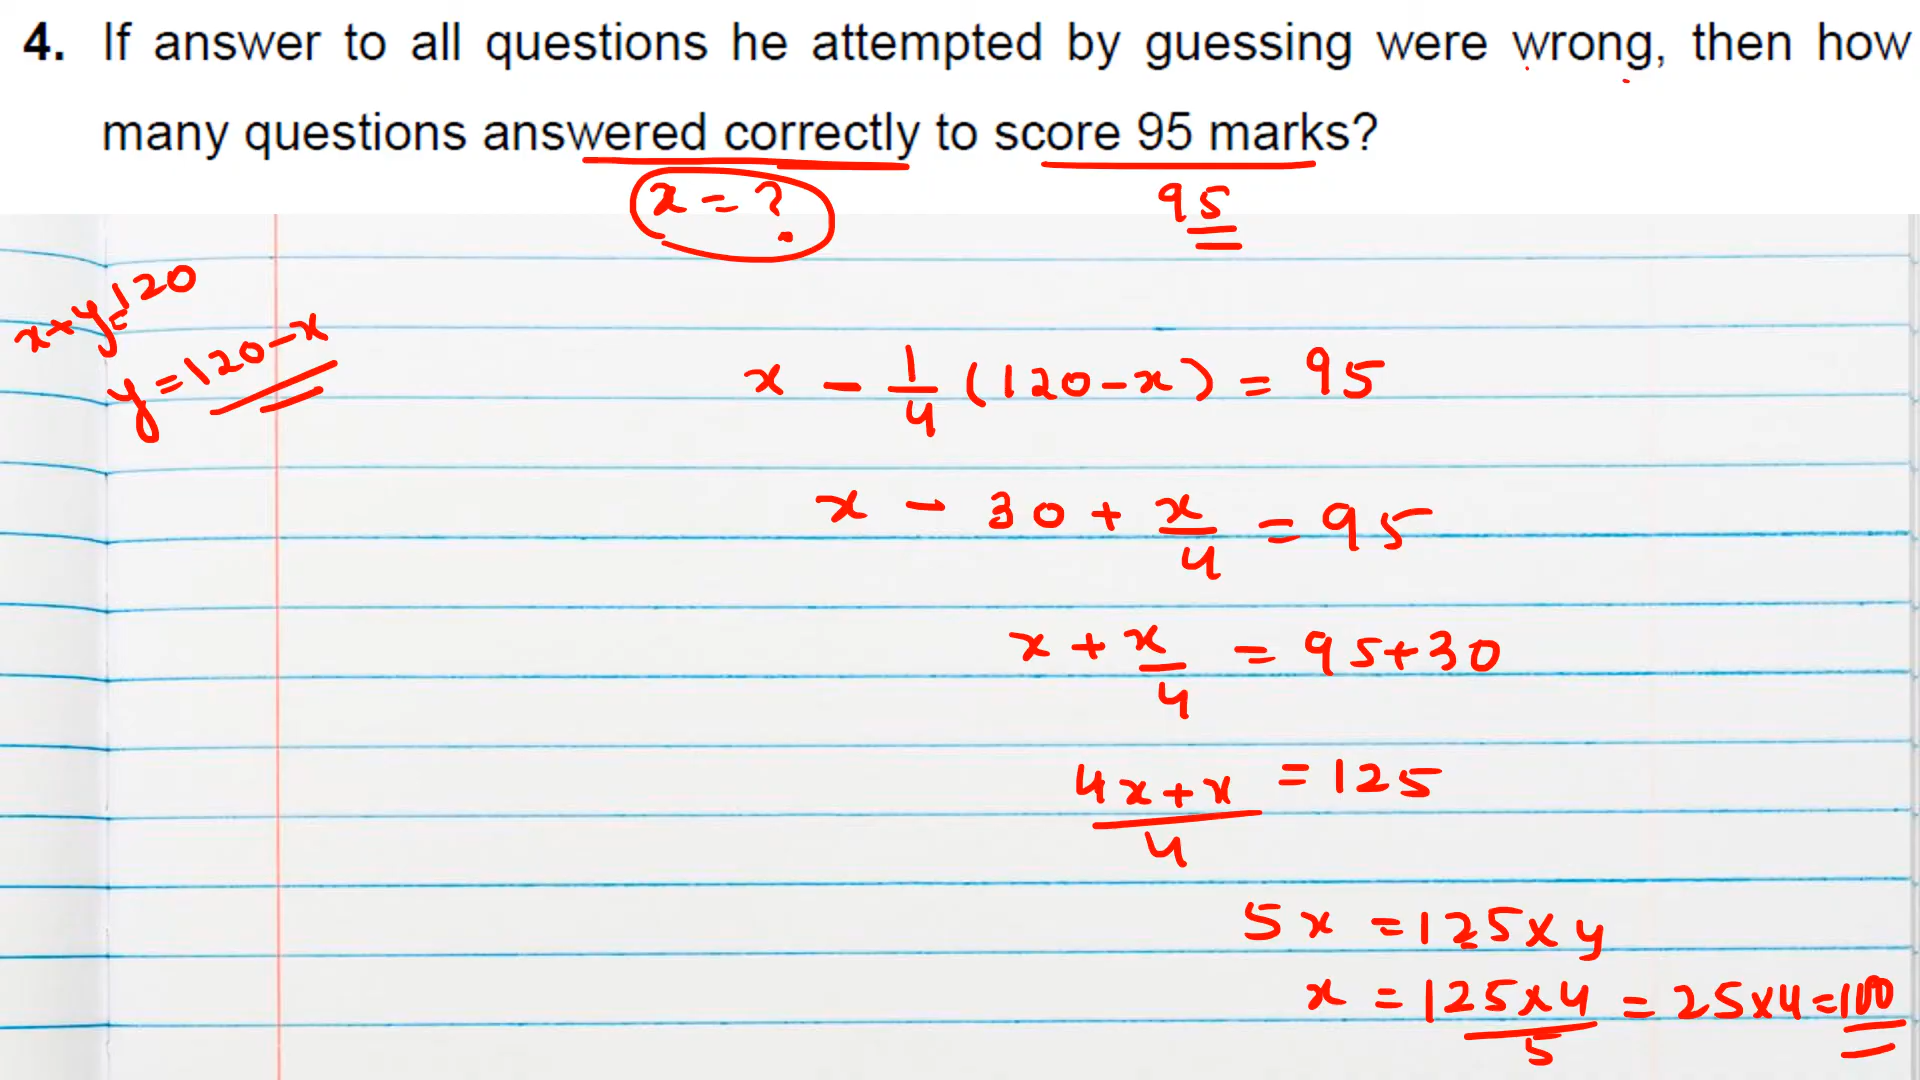 4. If answer to all questions he attempted by guessing were wrong, then how
many questions answered correctly to score 95 marks?
x = ?
95
x+y=120
y=120-x
x - 1/4 (120-x) = 95
x - 30 + x/4 = 95
x + x/4 = 95+30
4x+x/4 = 125
5x = 125x4
x = 125x4/5 = 25x4=100